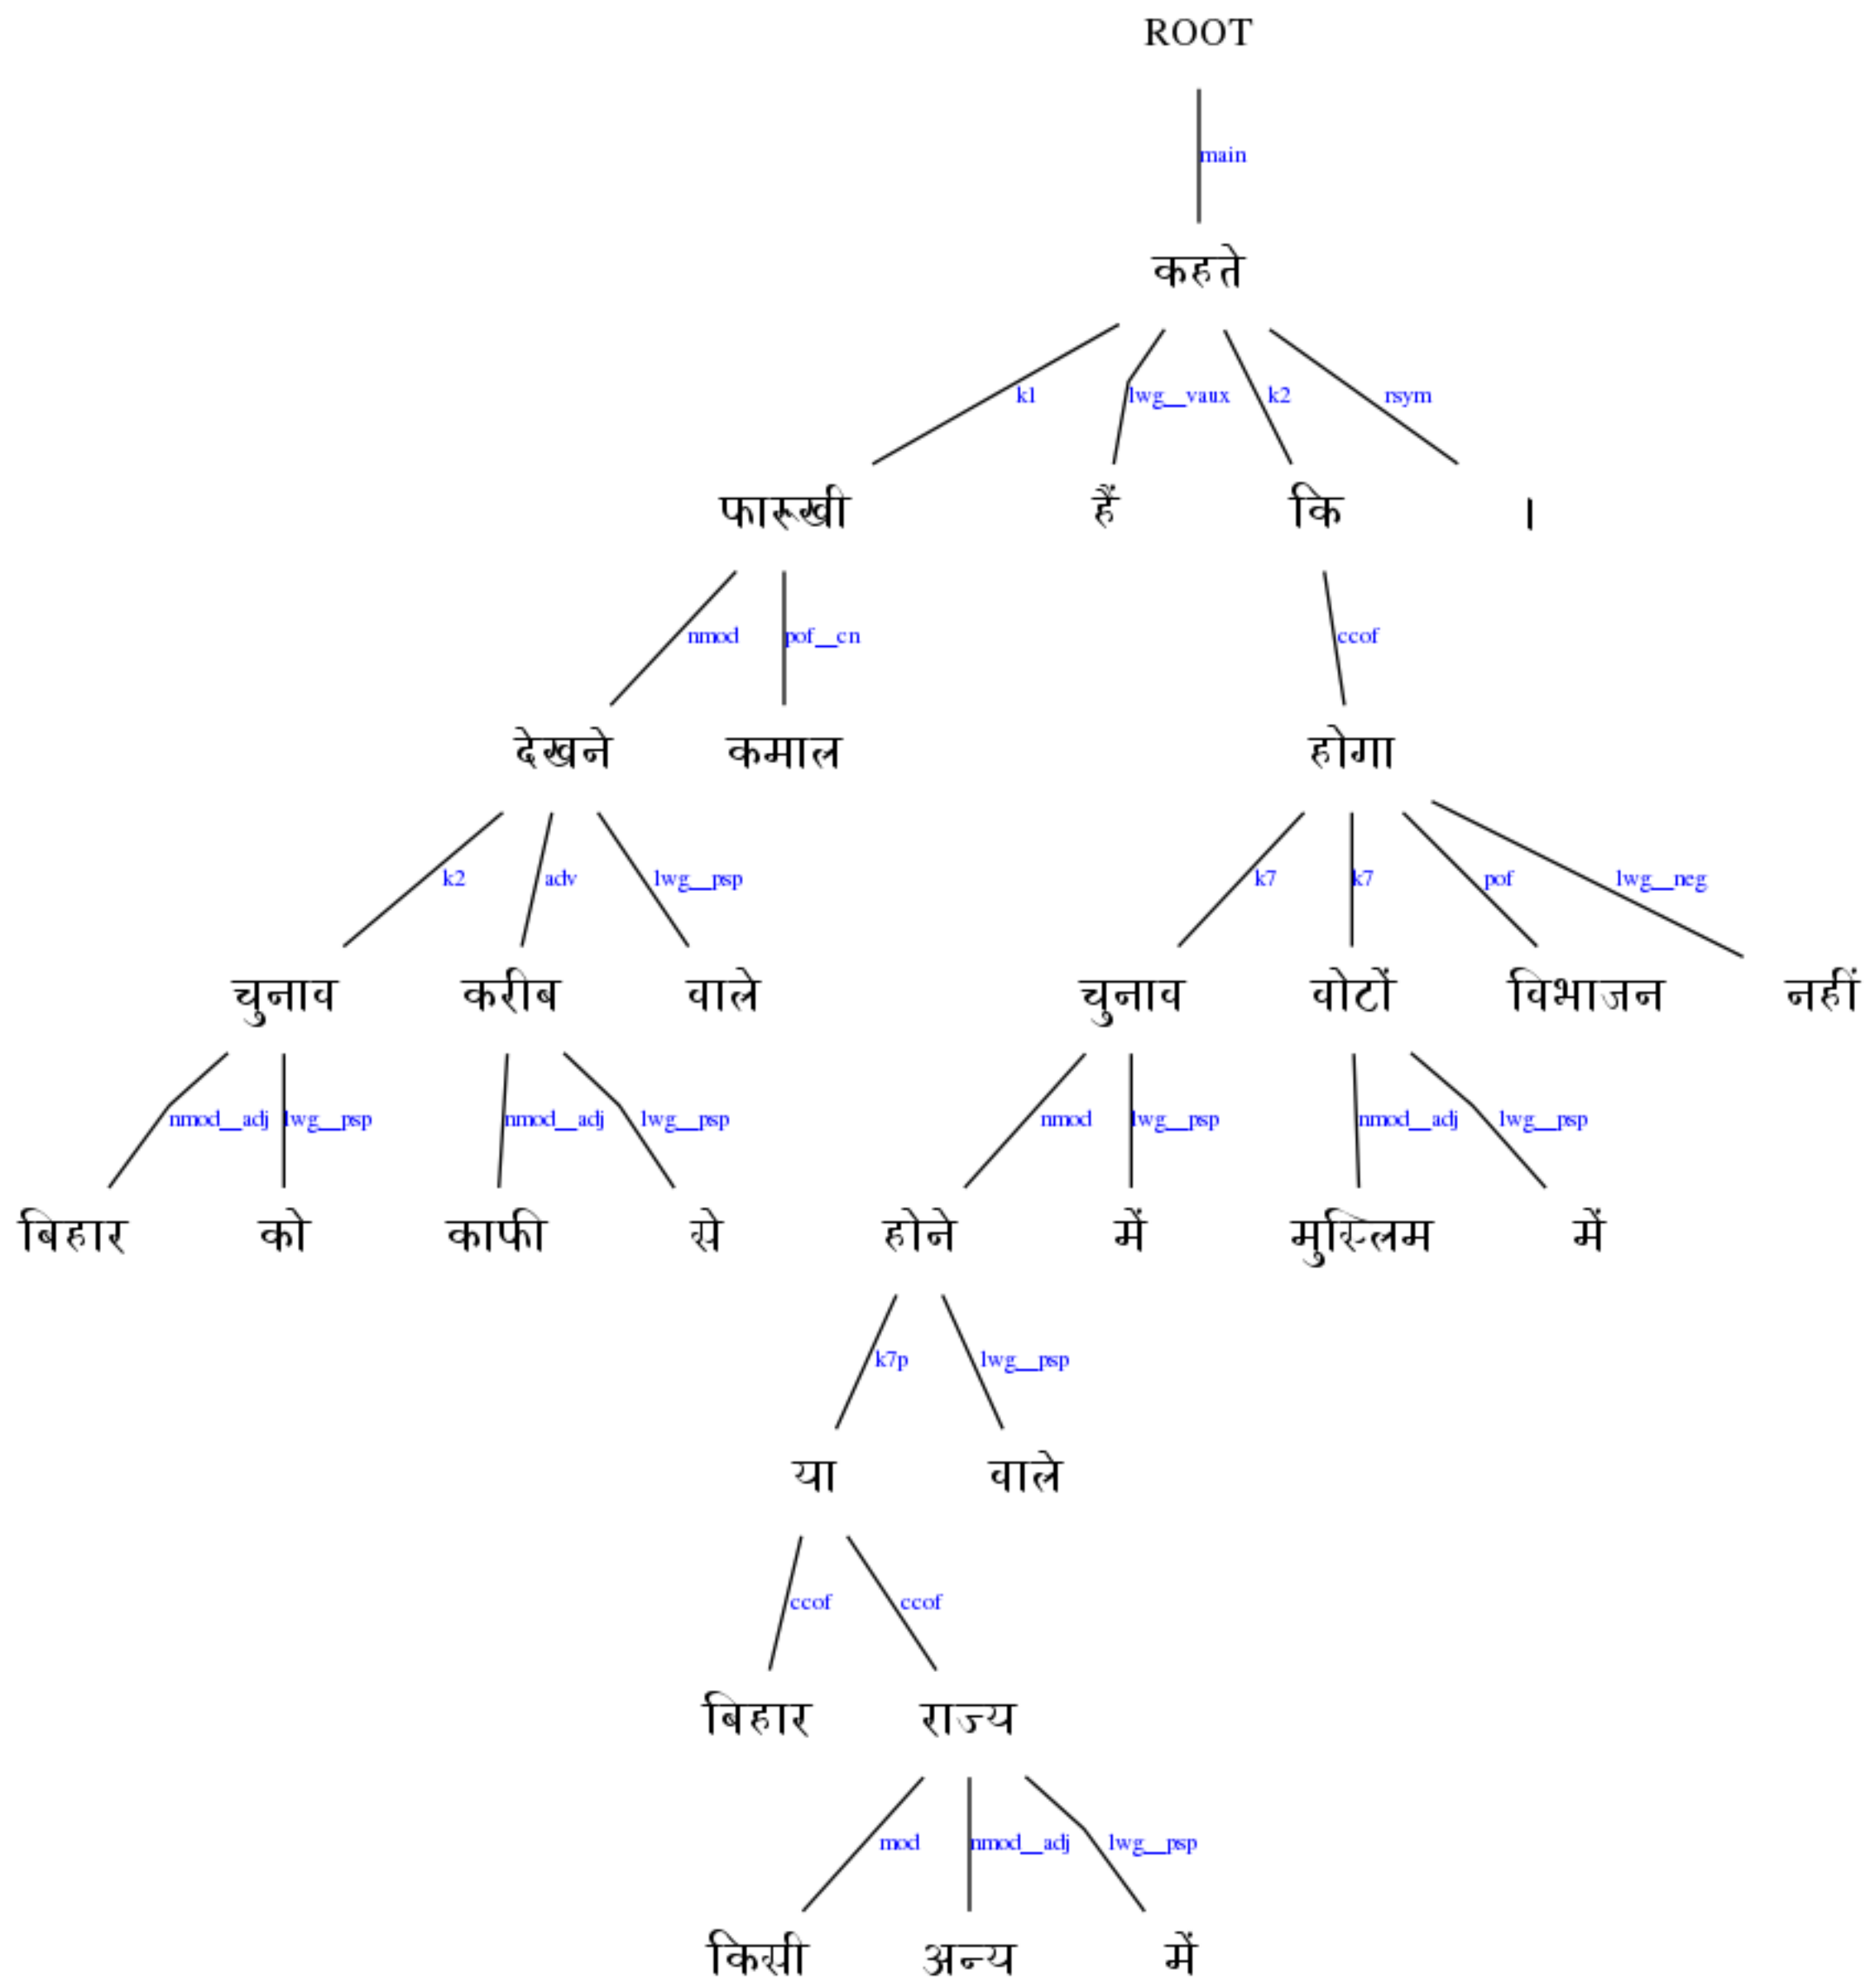 ROOT
main
कहते
k1 lwg__vaux k2 rsym
फारूखी हैं कि ।
nmod pof__cn ccof
देखने कमाल होगा
k2 adv lwg__psp k7 k7 pof lwg__neg
चुनाव करीब वाले चुनाव वोटों विभाजन नहीं
nmod__adj lwg__psp nmod__adj lwg__psp nmod lwg__psp nmod__adj lwg__psp
बिहार को काफी से होने में मुस्लिम में
k7p lwg__psp
या वाले
ccof ccof
बिहार राज्य
mod nmod__adj lwg__psp
किसी अन्य में